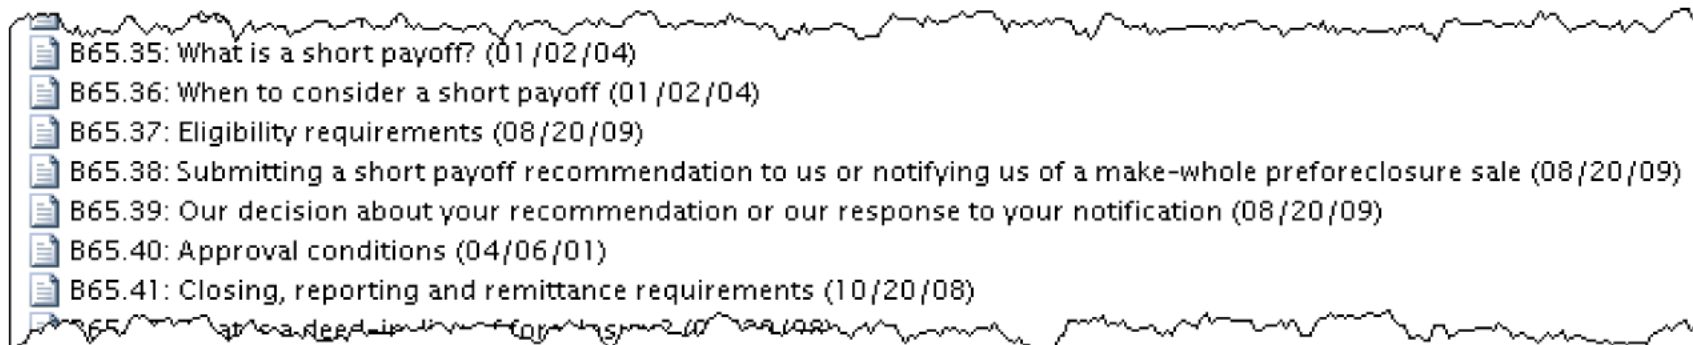 B65.35: What is a short payoff? (01/02/04)
B65.36: When to consider a short payoff (01/02/04)
B65.37: Eligibility requirements (08/20/09)
B65.38: Submitting a short payoff recommendation to us or notifying us of a make-whole preforeclosure sale (08/20/09)
B65.39: Our decision about your recommendation or our response to your notification (08/20/09)
B65.40: Approval conditions (04/06/01)
B65.41: Closing, reporting and remittance requirements (10/20/08)